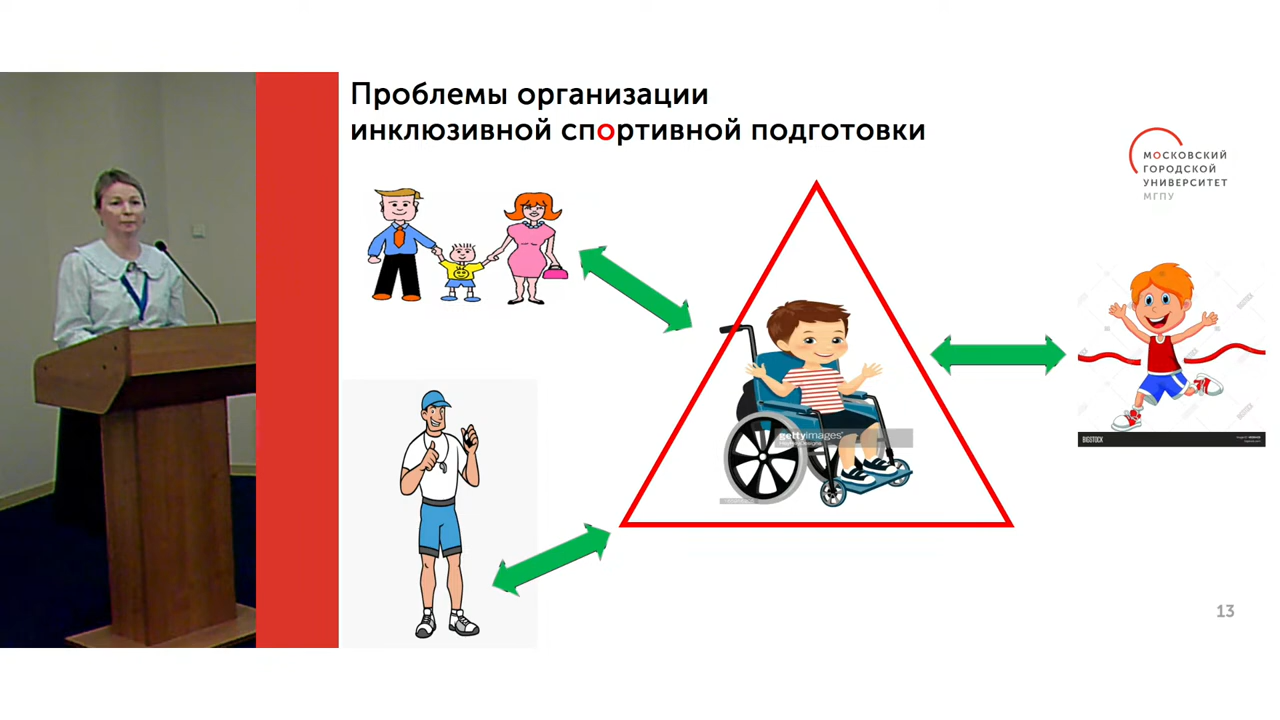 Проблемы организации
инклюзивной спортивной подготовки
МОСКОВСКИЙ
ГОРОДСКОЙ
УНИВЕРСИТЕТ
МГПУ
gettyimages
BIGSTOCK
13